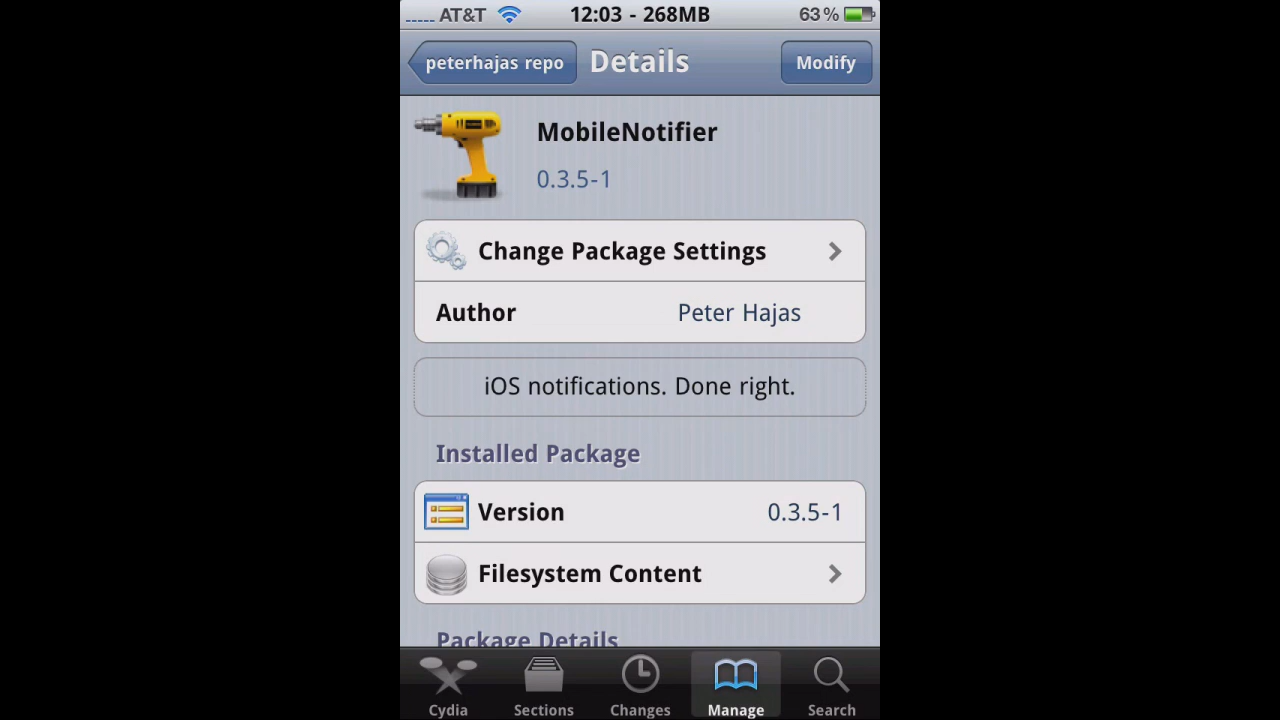 AT&T 12:03 - 268MB 63%
peterhajas repo Details Modify
MobileNotifier
0.3.5-1
Change Package Settings
Author Peter Hajas
iOS notifications. Done right.
Installed Package
Version 0.3.5-1
Filesystem Content
Package Details
Cydia Sections Changes Manage Search